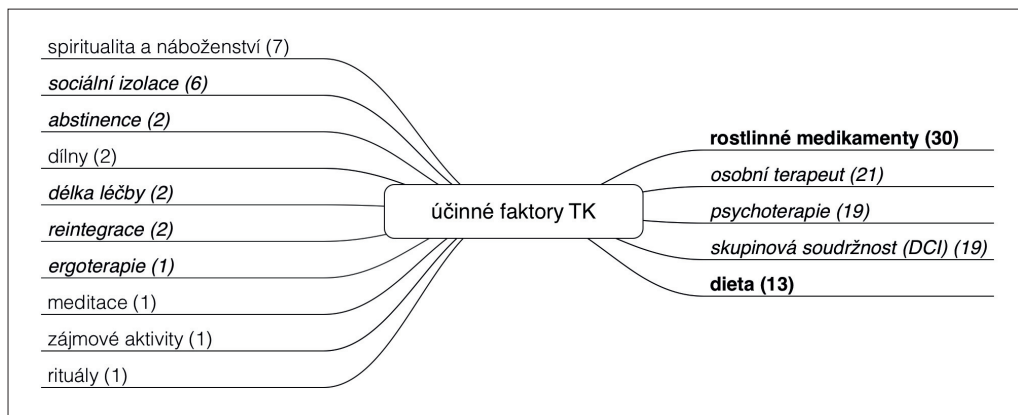 spiritualita a náboženství (7)
sociální izolace (6)
abstinence (2)
dílny (2)
délka léčby (2)
reintegrace (2)
ergoterapie (1)
meditace (1)
zájmové aktivity (1)
rituály (1)
účinné faktory TK
rostlinné medikamenty (30)
osobní terapeut (21)
psychoterapie (19)
skupinová soudržnost (DCI) (19)
dieta (13)